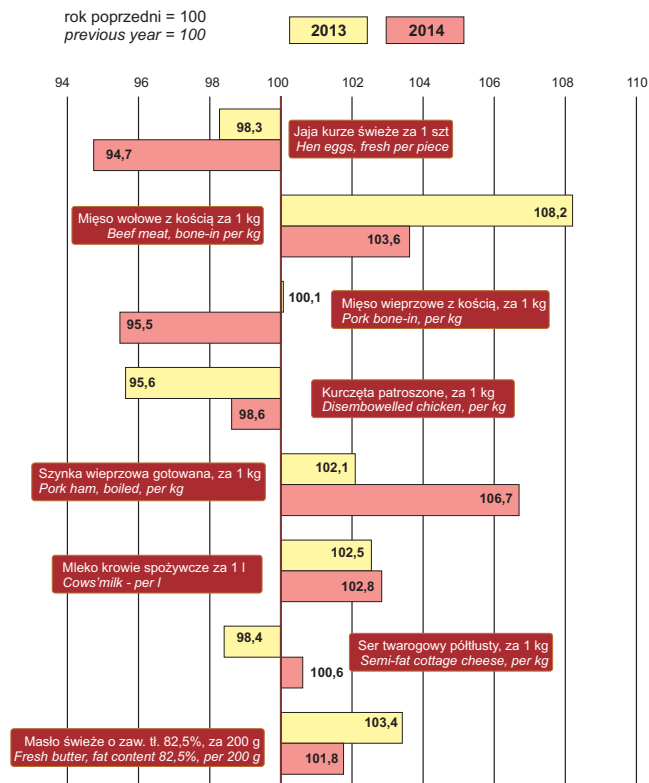 rok poprzedni = 100
previous year = 100
2013
2014
94
96
98
100
102
104
106
108
110
98,3
94,7
Jaja kurze świeże za 1 szt
Hen eggs, fresh per piece
Mięso wołowe z kością za 1 kg
Beef meat, bone-in per kg
108,2
103,6
100,1
95,5
Mięso wieprzowe z kością, za 1 kg
Pork bone-in, per kg
95,6
98,6
Kurczęta patroszone, za 1 kg
Disembowelled chicken, per kg
Szynka wieprzowa gotowana, za 1 kg
Pork ham, boiled, per kg
102,1
106,7
Mleko krowie spożywcze za 1 l
Cows'milk - per l
102,5
102,8
98,4
100,6
Ser twarogowy półtłusty, za 1 kg
Semi-fat cottage cheese, per kg
Masło świeże o zaw. tł. 82,5%, za 200 g
Fresh butter, fat content 82,5%, per 200 g
103,4
101,8